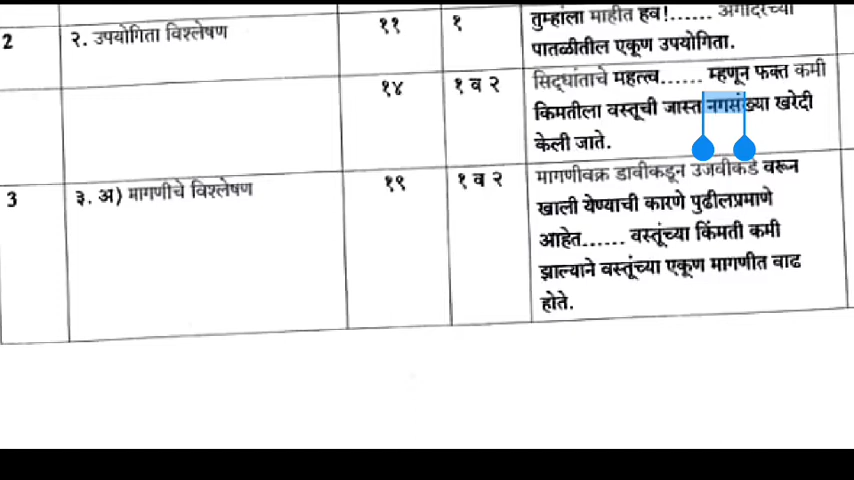 तुम्हांला माहीत हवं!...... अगोदरच्या
2 २. उपयोगिता विश्लेषण ११ १ पातळीतील एकूण उपयोगिता.
१४ १ व २ सिद्धांताचे महत्त्व...... म्हणून फक्त कमी
किमतीला वस्तूची जास्त नगसंख्या खरेदी
केली जाते.
3 ३. अ) मागणीचे विश्लेषण १९ १ व २ मागणीवक्र डावीकडून उजवीकडे वरून
खाली येण्याची कारणे पुढीलप्रमाणे
आहेत...... वस्तूंच्या किंमती कमी
झाल्याने वस्तूंच्या एकूण मागणीत वाढ
होते.